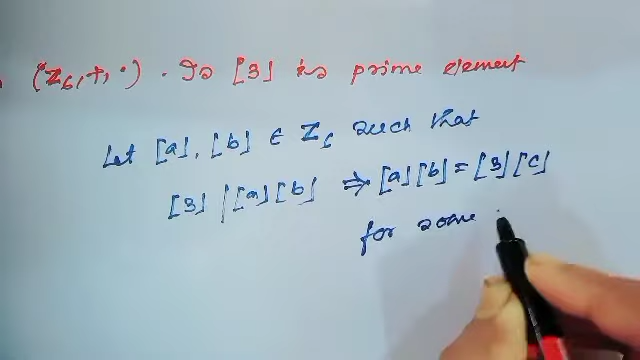 (Z₆, +, ·) . Is [3] is prime element
Let [a], [b] ∈ Z₆ such that
[3] | [a][b] ⇒ [a][b] = [3][c]
for some